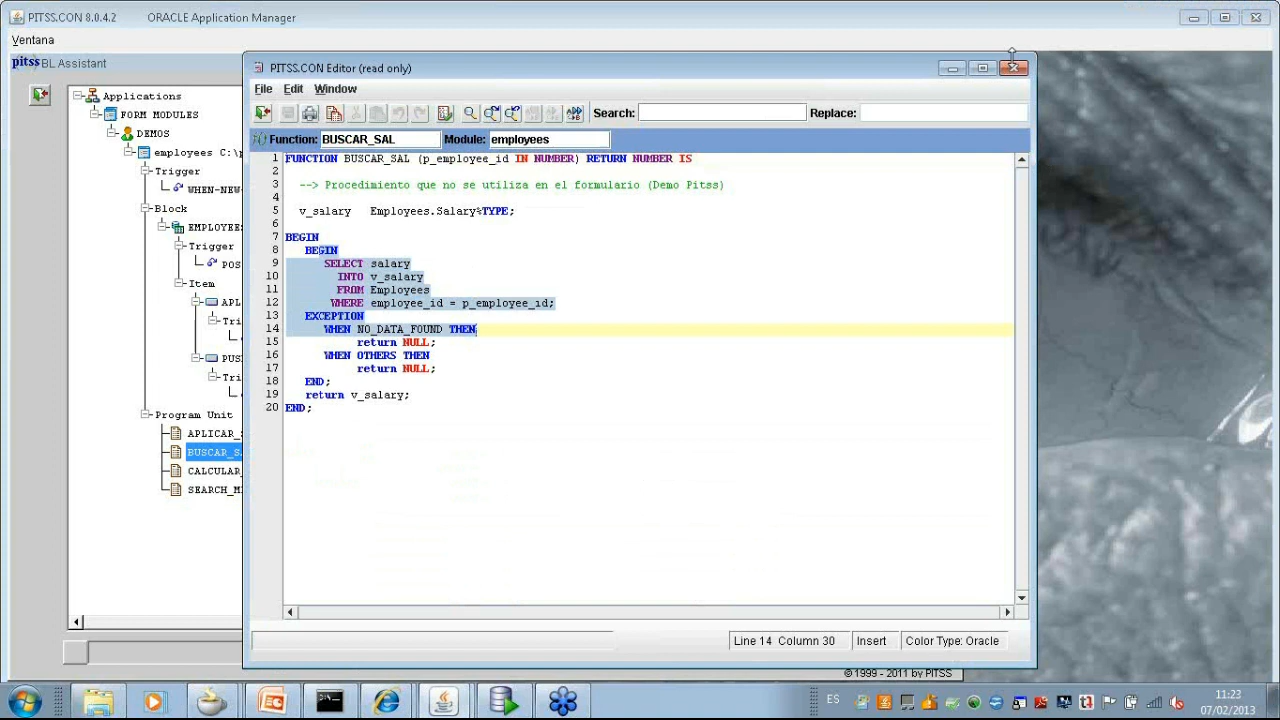 PITSS.CON 8.0.4.2 ORACLE Application Manager
Ventana
pitss BL Assistant
Applications
FORM MODULES
DEMOS
employees C:\
Trigger
WHEN-NEW-
Block
EMPLOYEE
Trigger
POS
Item
APL
Tri
PUS
Tri
Program Unit
APLICAR_
BUSCAR_S
CALCULAR_
SEARCH_M
PITSS.CON Editor (read only)
File Edit Window
Search: Replace:
Function: BUSCAR_SAL Module: employees
1 FUNCTION BUSCAR_SAL (p_employee_id IN NUMBER) RETURN NUMBER IS
2
3 --> Procedimiento que no se utiliza en el formulario (Demo Pitss)
4
5 v_salary Employees.Salary%TYPE;
6
7 BEGIN
8 BEGIN
9 SELECT salary
10 INTO v_salary
11 FROM Employees
12 WHERE employee_id = p_employee_id;
13 EXCEPTION
14 WHEN NO_DATA_FOUND THEN
15 return NULL;
16 WHEN OTHERS THEN
17 return NULL;
18 END;
19 return v_salary;
20 END;
Line 14 Column 30 Insert Color Type: Oracle
© 1999 - 2011 by PITSS
ES
11:23
07/02/2013